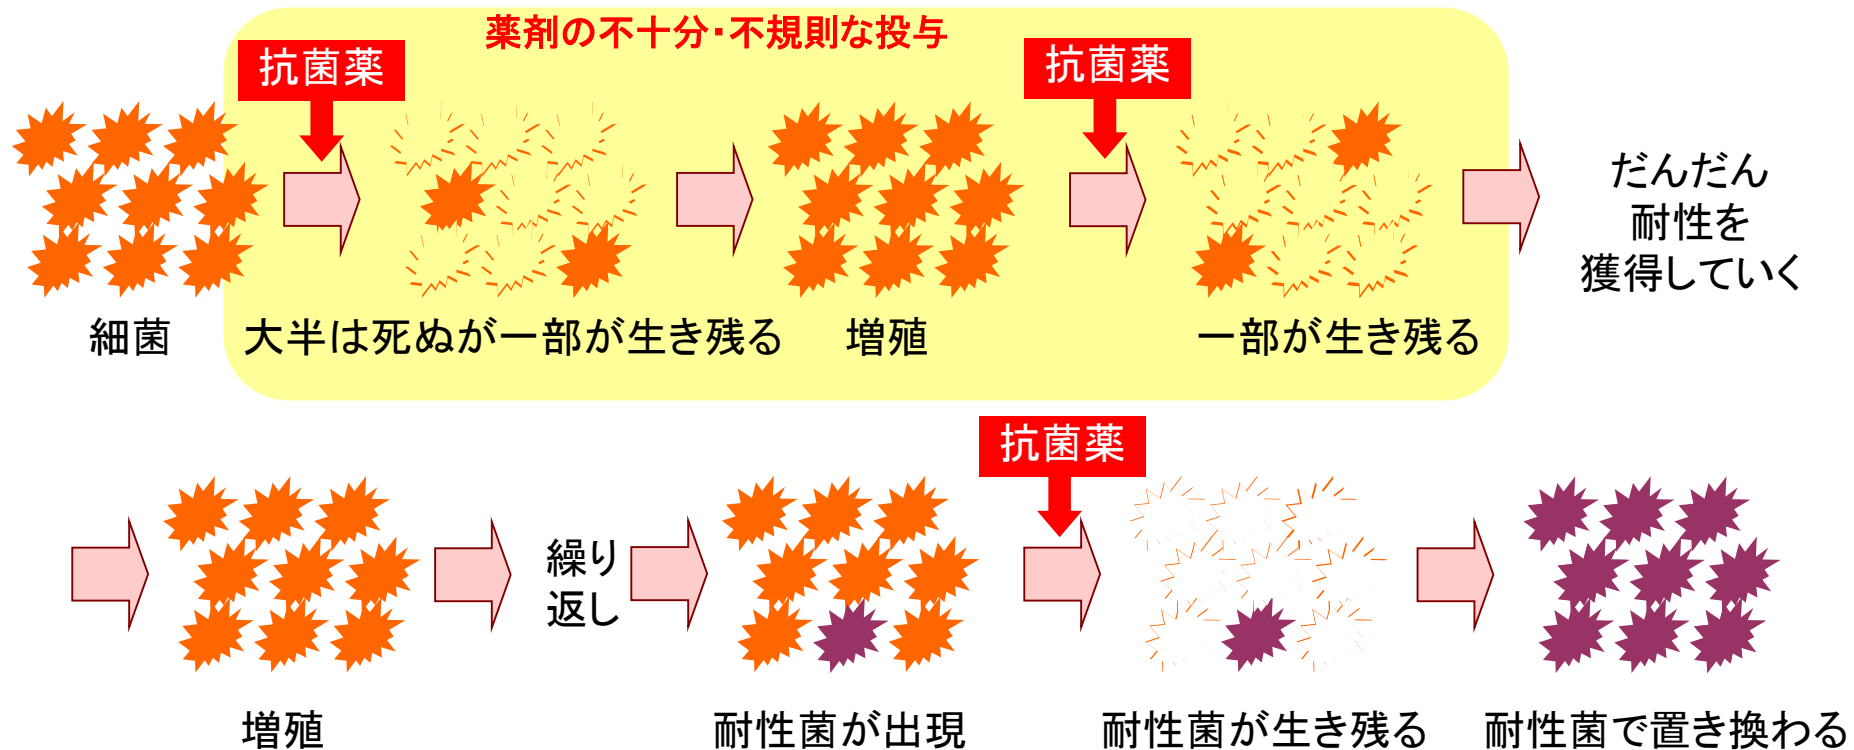 薬剤の不十分・不規則な投与
抗菌薬
抗菌薬
細菌
大半は死ぬが一部が生き残る
増殖
一部が生き残る
だんだん
耐性を
獲得していく
抗菌薬
増殖
繰り
返し
耐性菌が出現
耐性菌が生き残る
耐性菌で置き換わる